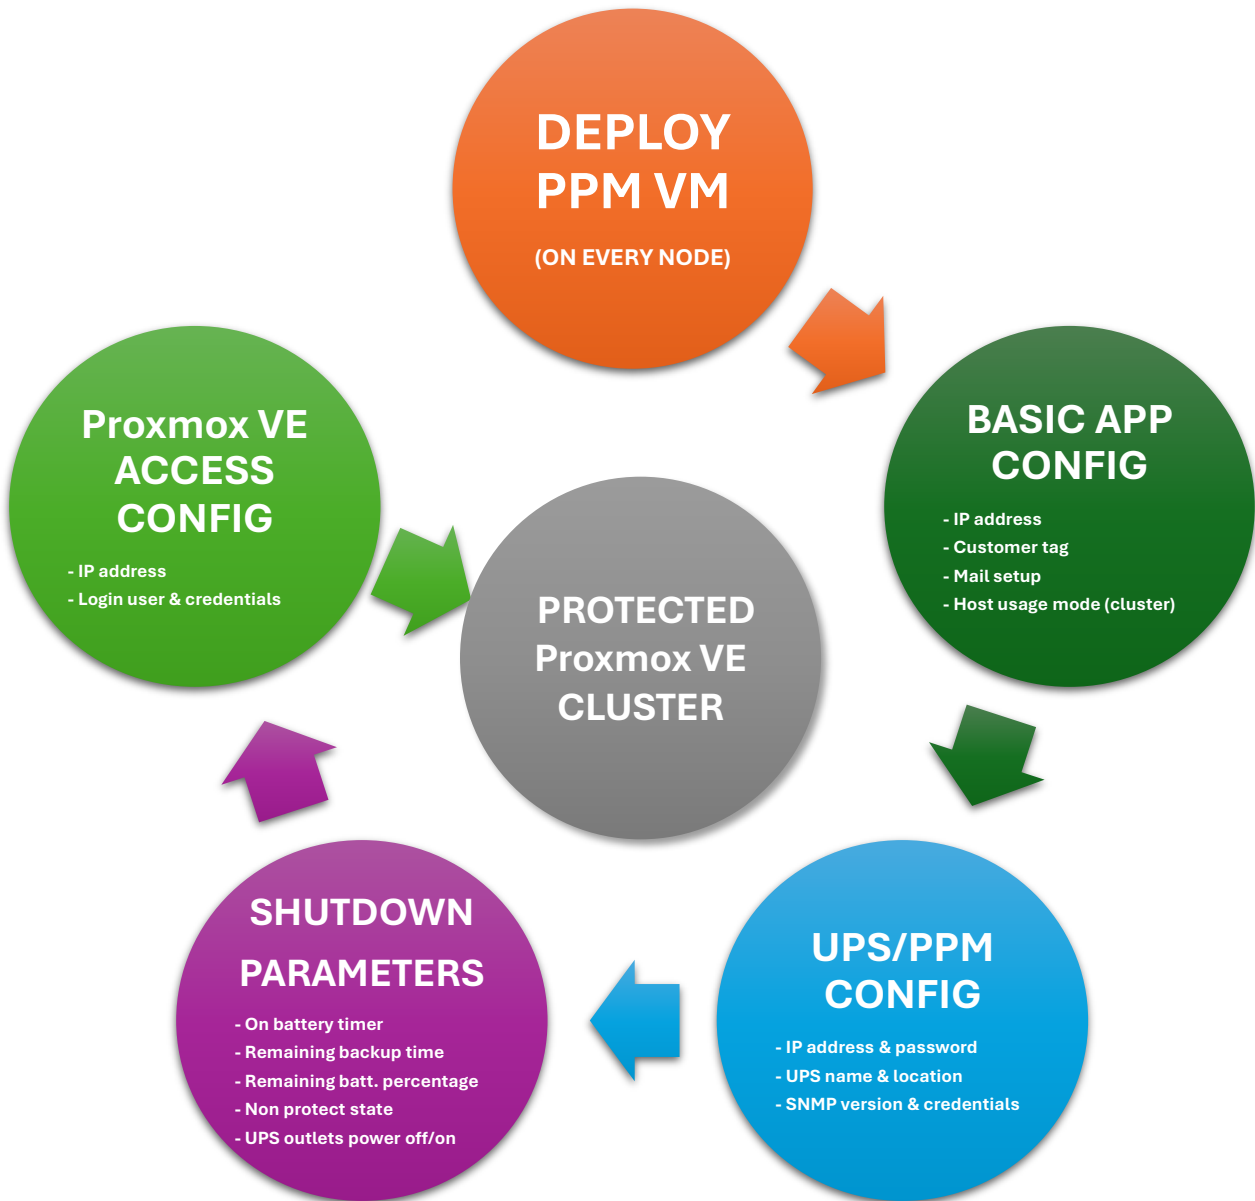 DEPLOY
PPM VM
(ON EVERY NODE)
BASIC APP
CONFIG
- IP address
- Customer tag
- Mail setup
- Host usage mode (cluster)
UPS/PPM
CONFIG
- IP address & password
- UPS name & location
- SNMP version & credentials
SHUTDOWN
PARAMETERS
- On battery timer
- Remaining backup time
- Remaining batt. percentage
- Non protect state
- UPS outlets power off/on
Proxmox VE
ACCESS
CONFIG
- IP address
- Login user & credentials
PROTECTED
Proxmox VE
CLUSTER